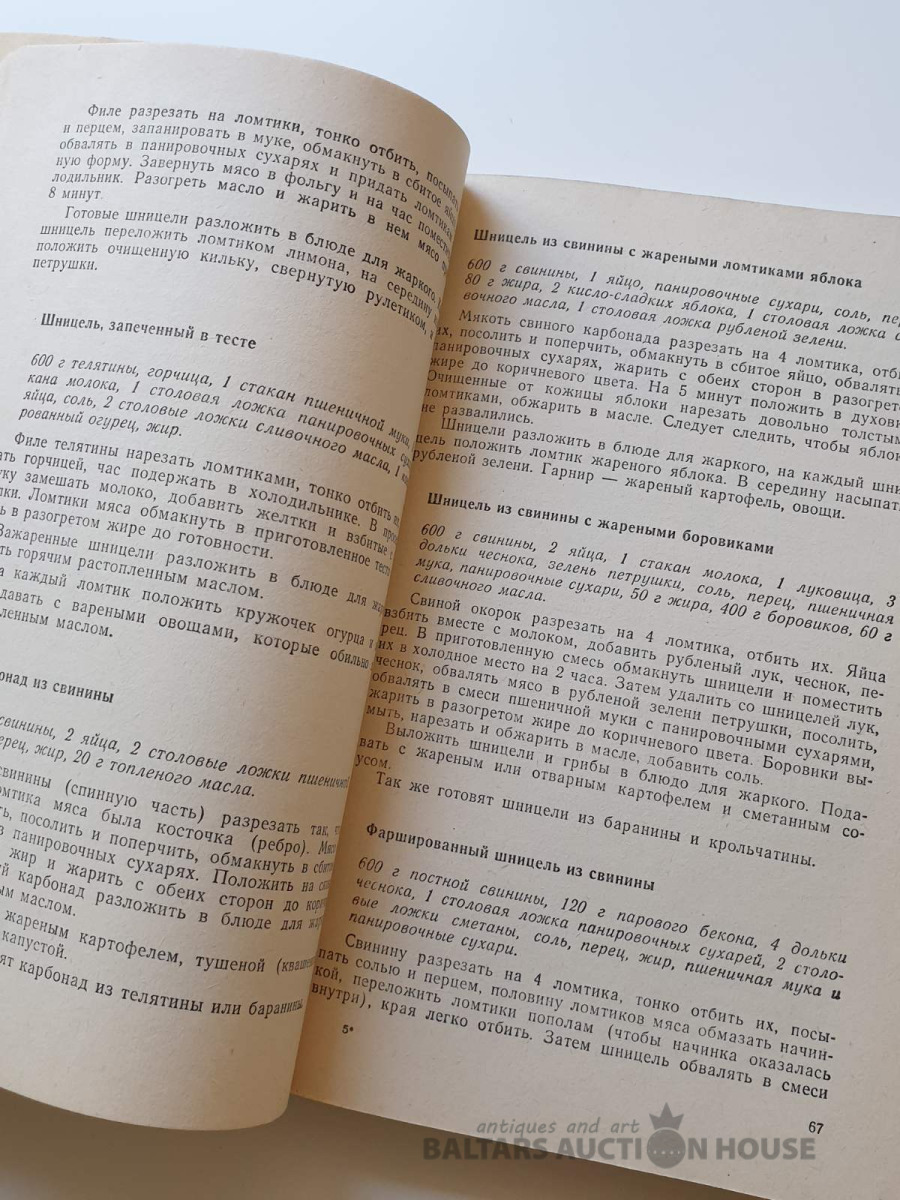 Филе разрезать на ломтики, тонко отбить, посыпать
и перцем, запанировать в муке, обмакнуть в сбитое
обвалять в панировочных сухарях и придать ломтикам
ную форму. Завернуть мясо в фольгу и на час
лодильник. Разогреть масло и жарить в нем мясо
8 минут.
Готовые шницели разложить в блюде для жаркого.
шницель переложить ломтиком лимона, на середину
положить очищенную кильку, свернутую рулетиком,
петрушки.
Шницель, запеченный в тесте
600 г телятины, горчица, 1 стакан пшеничной муки,
кана молока, 1 столовая ложка панировочных
яйца, соль, 2 столовые ложки сливочного масла, 1
рованный огурец, жир.
Филе телятины нарезать ломтиками, тонко отбить
ать горчицей, час подержать в холодильнике. В
уку замешать молоко, добавить желтки и взбитые
лки. Ломтики мяса обмакнуть в приготовленное тесто
ь в разогретом жире до готовности.
Зажаренные шницели разложить в блюде для
ть горячим растопленным маслом.
а каждый ломтик положить кружочек огурца и
давать с вареными овощами, которые обильно
ленным маслом.
бонад из свинины
свинины, 2 яйца, 2 столовые ложки пшеничной
перец, жир, 20 г топленого масла.
свинины (спинную часть) разрезать так,
омтика мяса была косточка (ребро).
ть, посолить и поперчить, обмакнуть в
в панировочных сухарях. Положить на
жир и жарить с обеих сторон до
й карбонад разложить в блюде для
ым маслом.
жареным картофелем, тушеной
капустой.
ят карбонад из телятины или баранины.
Шницель из свинины с жареными ломтиками яблока
600 г свинины, 1 яйцо, панировочные сухари, соль,
80 г жира, 2 кисло-сладких яблока, 1 столовая ложка
вочного масла, 1 столовая ложка рубленой зелени.
Мякоть свиного карбонада разрезать на 4 ломтика,
их, посолить и поперчить, обмакнуть в сбитое яйцо, обвалять
панировочных сухарях, жарить с обеих сторон в
жире до коричневого цвета. На 5 минут положить в
Очищенные от кожицы яблоки нарезать довольно
ломтиками, обжарить в масле. Следует следить, чтобы
не развалились.
Шницели разложить в блюде для жаркого, на каждый
цель положить ломтик жареного яблока. В середину
рубленой зелени. Гарнир — жареный картофель, овощи.
Шницель из свинины с жареными боровиками
600 г свинины, 2 яйца, 1 стакан молока, 1 луковица, 3
дольки чеснока, зелень петрушки, соль, перец, пшеничная
мука, панировочные сухари, 50 г жира, 400 г боровиков, 60 г
сливочного масла.
Свиной окорок разрезать на 4 ломтика, отбить их. Яйца
взбить вместе с молоком, добавить рубленый лук, чеснок, пе-
рец. В приготовленную смесь обмакнуть шницели и поместить
их в холодное место на 2 часа. Затем удалить со шницелей лук,
чеснок, обвалять мясо в рубленой зелени петрушки, посолить,
обвалять в смеси пшеничной муки с панировочными сухарями,
жарить в разогретом жире до коричневого цвета. Боровики вы-
мыть, нарезать и обжарить в масле, добавить соль.
Выложить шницели и грибы в блюдо для жаркого. Пода-
вать с жареным или отварным картофелем и сметанным со-
усом.
Так же готовят шницели из баранины и крольчатины.
Фаршированный шницель из свинины
600 г постной свинины, 120 г парового бекона, 4 дольки
чеснока, 1 столовая ложка панировочных сухарей, 2 столо-
вые ложки сметаны, соль, перец, жир, пшеничная мука и
панировочные сухари.
Свинину разрезать на 4 ломтика, тонко отбить их, посы-
пать солью и перцем, половину ломтиков мяса обмазать начин-
кой, переложить ломтики пополам (чтобы начинка оказалась
внутри), края легко отбить. Затем шницель обвалять в смеси
5*
67
antiques and art
BALTARS AUCTION HOUSE